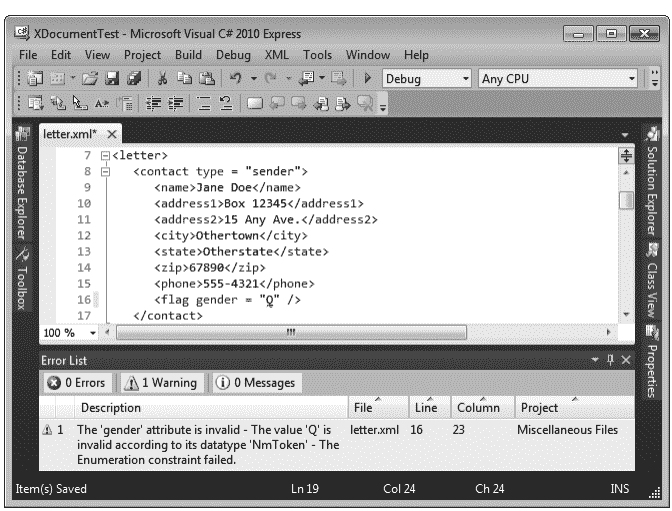 XDocumentTest - Microsoft Visual C# 2010 Express
File Edit View Project Build Debug XML Tools Window Help
Debug Any CPU
letter.xml* ×
Database Explorer
Toolbox
7 <letter>
8 <contact type = "sender">
9 <name>Jane Doe</name>
10 <address1>Box 12345</address1>
11 <address2>15 Any Ave.</address2>
12 <city>Othertown</city>
13 <state>Otherstate</state>
14 <zip>67890</zip>
15 <phone>555-4321</phone>
16 <flag gender = "Q" />
17 </contact>
100 %
Solution Explorer
Class View
Properties
Error List
0 Errors 1 Warning 0 Messages
Description File Line Column Project
1 The 'gender' attribute is invalid - The value 'Q' is letter.xml 16 23 Miscellaneous Files
invalid according to its datatype 'NmToken' - The
Enumeration constraint failed.
Item(s) Saved Ln 19 Col 24 Ch 24 INS